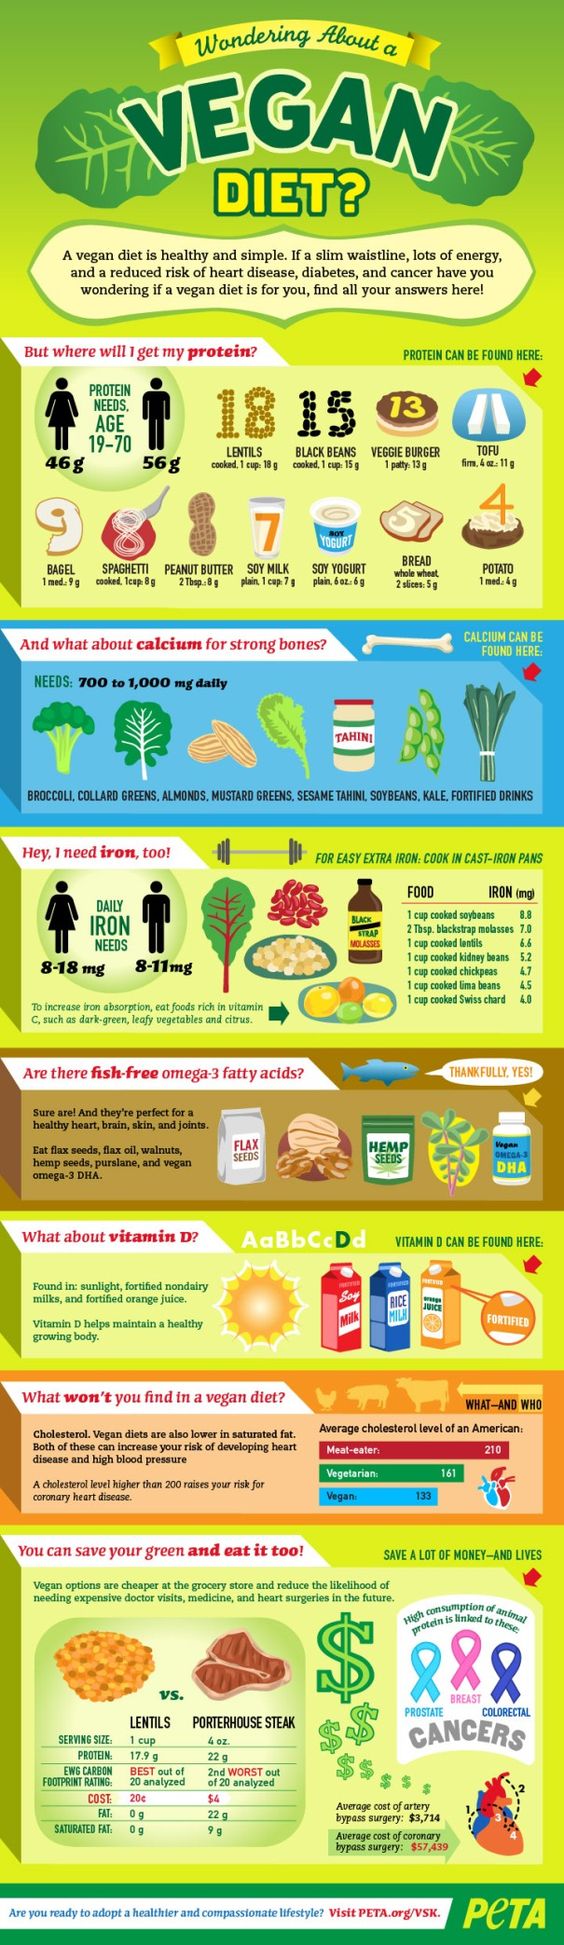 Wondering About a
VEGAN
DIET?
A vegan diet is healthy and simple. If a slim waistline, lots of energy,
and a reduced risk of heart disease, diabetes, and cancer have you
wondering if a vegan diet is for you, find all your answers here!
But where will I get my protein?
PROTEIN CAN BE FOUND HERE:
PROTEIN
NEEDS,
AGE
19-70
46 g
56 g
18
LENTILS
cooked, 1 cup: 18 g
15
BLACK BEANS
cooked, 1 cup: 15 g
13
VEGGIE BURGER
1 patty: 13 g
11
TOFU
firm, 4 oz.: 11 g
9
BAGEL
1 med.: 9 g
8
SPAGHETTI
cooked, 1cup: 8 g
8
PEANUT BUTTER
2 Tbsp.: 8 g
7
SOY MILK
plain, 1 cup: 7 g
SOY
YOGURT
SOY YOGURT
plain, 6 oz.: 6 g
5
BREAD
whole wheat,
2 slices: 5 g
4
POTATO
1 med.: 4 g
And what about calcium for strong bones?
CALCIUM CAN BE
FOUND HERE:
NEEDS: 700 to 1,000 mg daily
TAHINI
BROCCOLI, COLLARD GREENS, ALMONDS, MUSTARD GREENS, SESAME TAHINI, SOYBEANS, KALE, FORTIFIED DRINKS
Hey, I need iron, too!
FOR EASY EXTRA IRON: COOK IN CAST-IRON PANS
DAILY
IRON
NEEDS
8-18 mg
8-11mg
BLACK
STRAP
MOLASSES
FOOD IRON (mg)
1 cup cooked soybeans 8.8
2 Tbsp. blackstrap molasses 7.0
1 cup cooked lentils 6.6
1 cup cooked kidney beans 5.2
1 cup cooked chickpeas 4.7
1 cup cooked lima beans 4.5
1 cup cooked Swiss chard 4.0
To increase iron absorption, eat foods rich in vitamin
C, such as dark-green, leafy vegetables and citrus.
Are there fish-free omega-3 fatty acids?
THANKFULLY, YES!
Sure are! And they're perfect for a
healthy heart, brain, skin, and joints.
Eat flax seeds, flax oil, walnuts,
hemp seeds, purslane, and vegan
omega-3 DHA.
FLAX
SEEDS
HEMP
SEEDS
Vegan
OMEGA-3
DHA
What about vitamin D?
AaBbCcDd
VITAMIN D CAN BE FOUND HERE:
Found in: sunlight, fortified nondairy
milks, and fortified orange juice.
Vitamin D helps maintain a healthy
growing body.
FORTIFIED
Soy
Milk
FORTIFIED
RICE
MILK
FORTIFIED
orange
JUICE
FORTIFIED
What won't you find in a vegan diet?
WHAT—AND WHO
Cholesterol. Vegan diets are also lower in saturated fat.
Both of these can increase your risk of developing heart
disease and high blood pressure
A cholesterol level higher than 200 raises your risk for
coronary heart disease.
Average cholesterol level of an American:
Meat-eater: 210
Vegetarian: 161
Vegan: 133
You can save your green and eat it too!
SAVE A LOT OF MONEY—AND LIVES
Vegan options are cheaper at the grocery store and reduce the likelihood of
needing expensive doctor visits, medicine, and heart surgeries in the future.
vs.
LENTILS PORTERHOUSE STEAK
SERVING SIZE: 1 cup 4 oz.
PROTEIN: 17.9 g 22 g
EWG CARBON FOOTPRINT RATING: BEST out of 20 analyzed 2nd WORST out of 20 analyzed
COST: 20¢ $4
FAT: 0 g 22 g
SATURATED FAT: 0 g 9 g
$
$ $
$ $ $ $ $ $ $
High consumption of animal
protein is linked to these:
PROSTATE
BREAST
COLORECTAL
CANCERS
Average cost of artery
bypass surgery: $3,714
Average cost of coronary
bypass surgery: $57,439
1
2
3
4
Are you ready to adopt a healthier and compassionate lifestyle? Visit PETA.org/VSK.
PETA